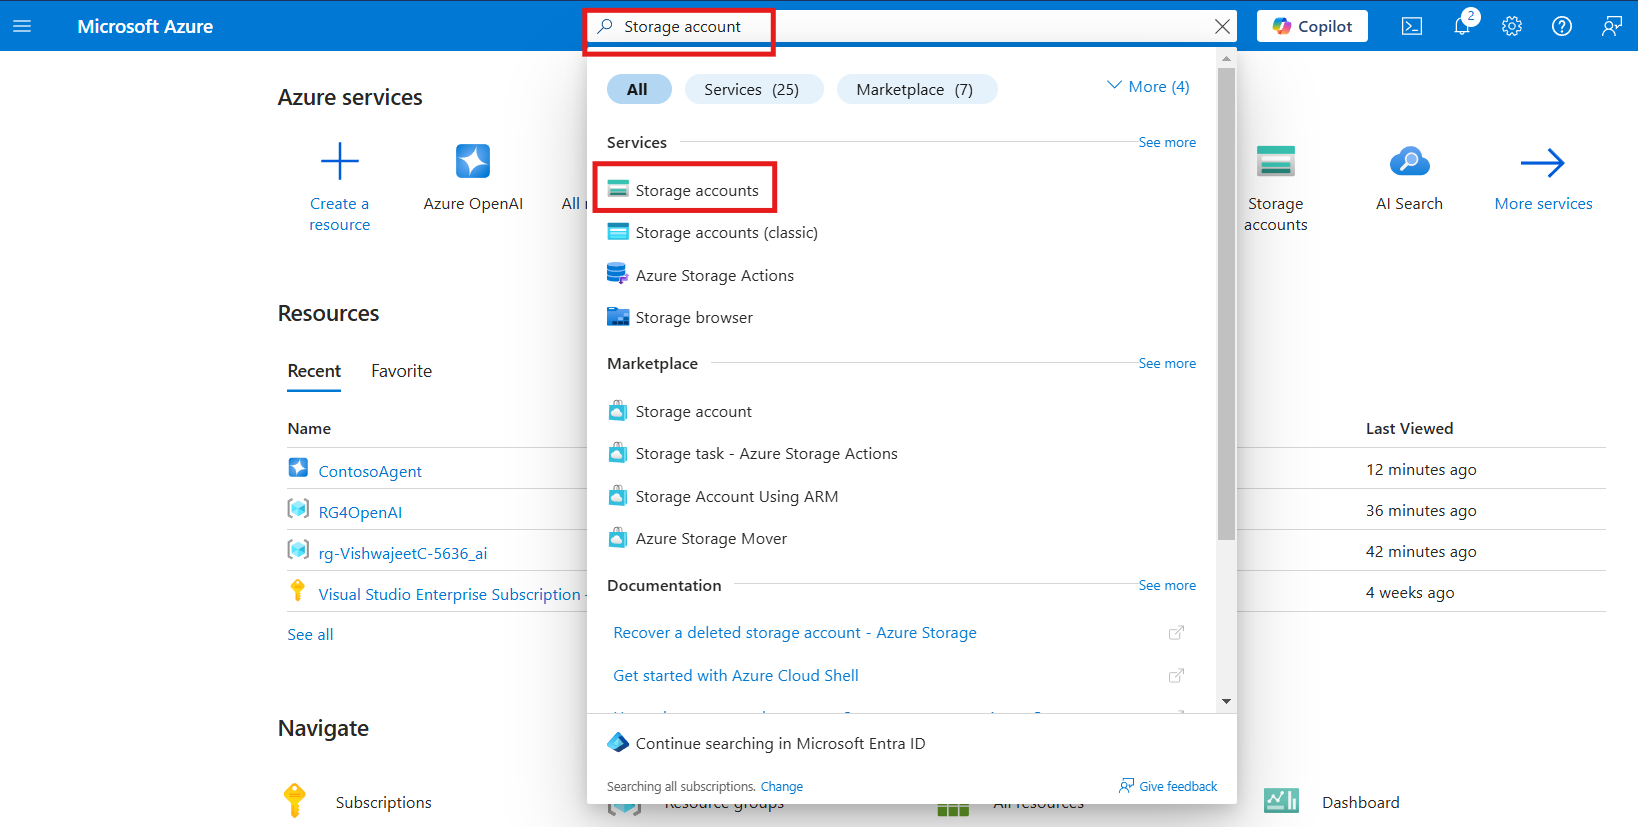 Microsoft Azure
Storage account
Copilot
2
All
Services (25)
Marketplace (7)
More (4)
Azure services
Create a
resource
Azure OpenAI
All
Storage
accounts
AI Search
More services
Services
See more
Storage accounts
Storage accounts (classic)
Azure Storage Actions
Storage browser
Marketplace
See more
Storage account
Storage task - Azure Storage Actions
Storage Account Using ARM
Azure Storage Mover
Documentation
See more
Recover a deleted storage account - Azure Storage
Get started with Azure Cloud Shell
Continue searching in Microsoft Entra ID
Searching all subscriptions. Change
Give feedback
Resources
Recent
Favorite
Name
Last Viewed
ContosoAgent
12 minutes ago
RG4OpenAI
36 minutes ago
rg-VishwajeetC-5636_ai
42 minutes ago
Visual Studio Enterprise Subscription
4 weeks ago
See all
Navigate
Subscriptions
Resource groups
All resources
Dashboard